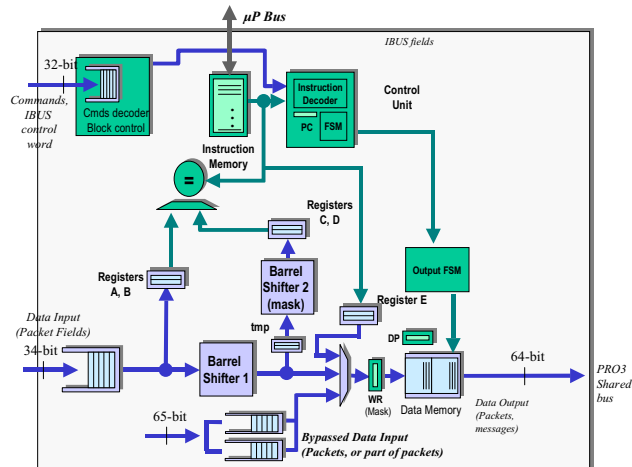 µP Bus
IBUS fields
32-bit
Commands,
IBUS
control
word
Cmds decoder
Block control
Instruction
Memory
Instruction
Decoder
PC
FSM
Control
Unit
=
Registers
C, D
Registers
A, B
Barrel
Shifter 2
(mask)
Output FSM
Register E
Data Input
(Packet Fields)
34-bit
tmp
DP
Barrel
Shifter 1
WR
(Mask)
Data Memory
64-bit
Data Output
(Packets,
messages)
PRO3
Shared
bus
65-bit
Bypassed Data Input
(Packets, or part of packets)